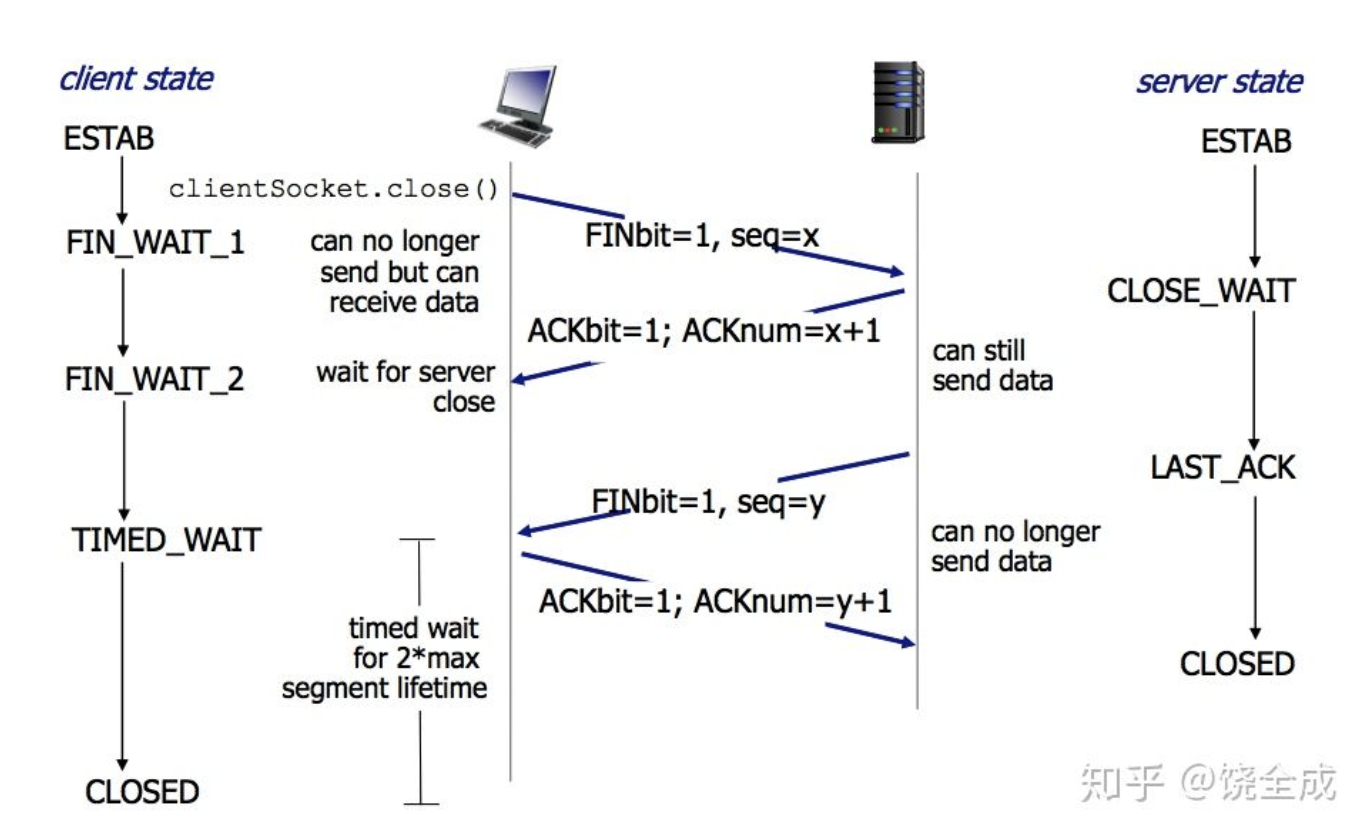 client state
server state
ESTAB
ESTAB
clientSocket.close()
FINbit=1, seq=x
FIN_WAIT_1
can no longer
send but can
receive data
CLOSE_WAIT
ACKbit=1; ACKnum=x+1
can still
send data
FIN_WAIT_2
wait for server
close
LAST_ACK
FINbit=1, seq=y
can no longer
send data
TIMED_WAIT
ACKbit=1; ACKnum=y+1
timed wait
for 2*max
segment lifetime
CLOSED
CLOSED
知乎 @饶全成